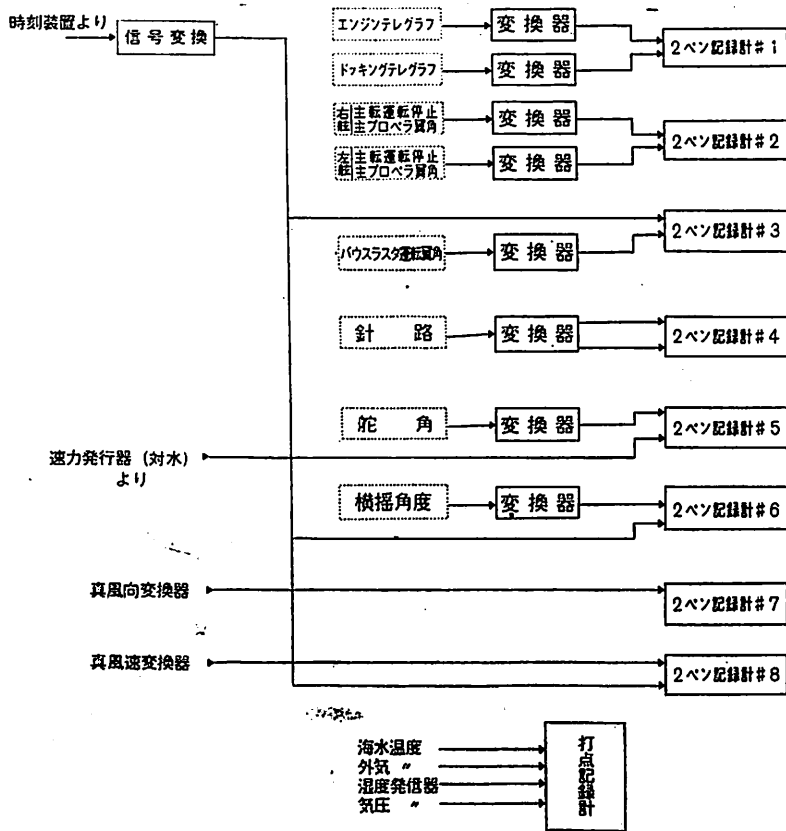 時刻装置より
信号変換
エンジンテレグラフ
変換器
2ペン記録計#1
ドッキングテレグラフ
変換器
右舷
主転運転停止
主プロペラ翼角
変換器
2ペン記録計#2
左舷
主転運転停止
主プロペラ翼角
変換器
2ペン記録計#3
バウスラスタ運転翼角
変換器
針路
変換器
2ペン記録計#4
舵角
変換器
2ペン記録計#5
速力発行器(対水)
より
横揺角度
変換器
2ペン記録計#6
真風向変換器
2ペン記録計#7
真風速変換器
2ペン記録計#8
海水温度
外気 〃
湿度発信器
気圧 〃
打点記録計